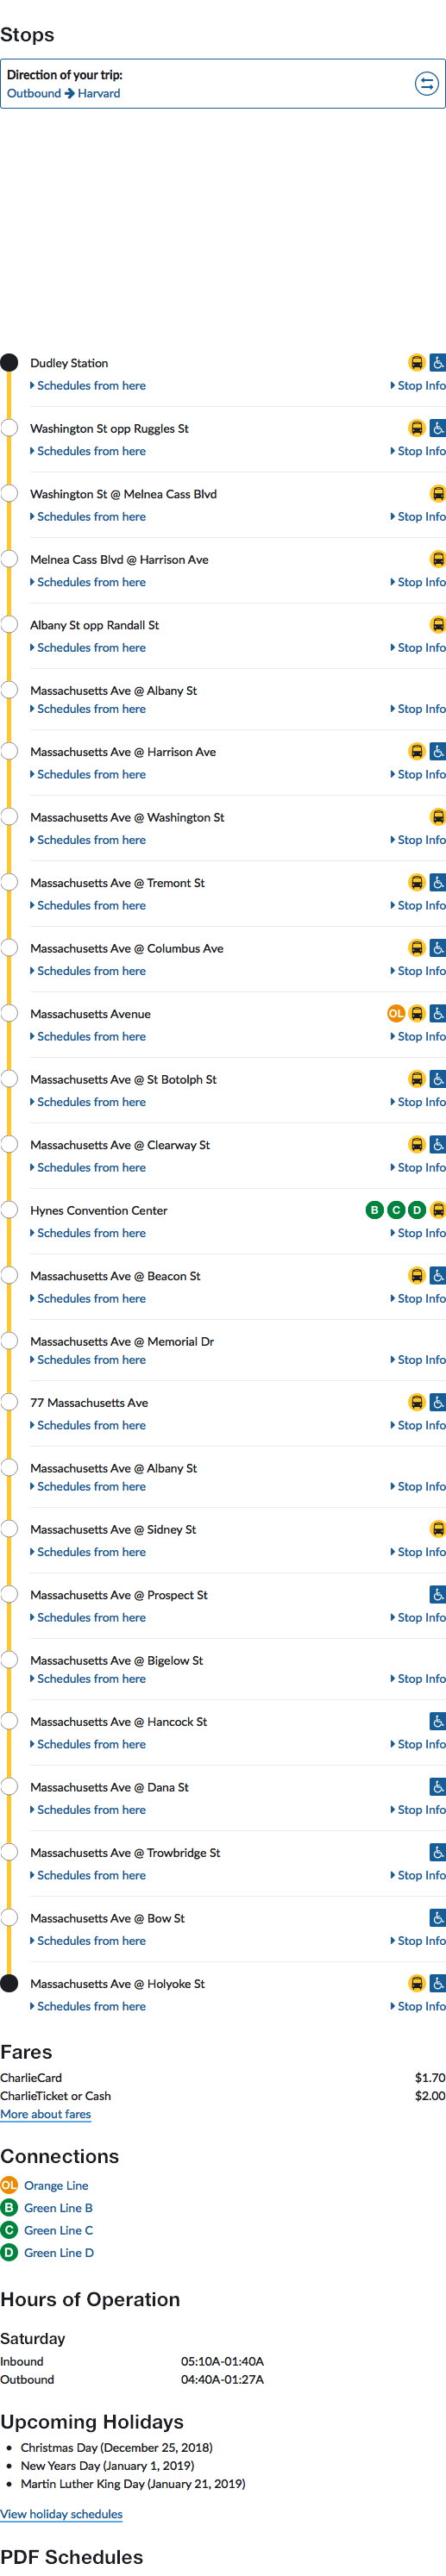 Stops
Direction of your trip:
Outbound → Harvard
Dudley Station
Schedules from here Stop Info
Washington St opp Ruggles St
Schedules from here Stop Info
Washington St @ Melnea Cass Blvd
Schedules from here Stop Info
Melnea Cass Blvd @ Harrison Ave
Schedules from here Stop Info
Albany St opp Randall St
Schedules from here Stop Info
Massachusetts Ave @ Albany St
Schedules from here Stop Info
Massachusetts Ave @ Harrison Ave
Schedules from here Stop Info
Massachusetts Ave @ Washington St
Schedules from here Stop Info
Massachusetts Ave @ Tremont St
Schedules from here Stop Info
Massachusetts Ave @ Columbus Ave
Schedules from here Stop Info
Massachusetts Avenue OL
Schedules from here Stop Info
Massachusetts Ave @ St Botolph St
Schedules from here Stop Info
Massachusetts Ave @ Clearway St
Schedules from here Stop Info
Hynes Convention Center B C D
Schedules from here Stop Info
Massachusetts Ave @ Beacon St
Schedules from here Stop Info
Massachusetts Ave @ Memorial Dr
Schedules from here Stop Info
77 Massachusetts Ave
Schedules from here Stop Info
Massachusetts Ave @ Albany St
Schedules from here Stop Info
Massachusetts Ave @ Sidney St
Schedules from here Stop Info
Massachusetts Ave @ Prospect St
Schedules from here Stop Info
Massachusetts Ave @ Bigelow St
Schedules from here Stop Info
Massachusetts Ave @ Hancock St
Schedules from here Stop Info
Massachusetts Ave @ Dana St
Schedules from here Stop Info
Massachusetts Ave @ Trowbridge St
Schedules from here Stop Info
Massachusetts Ave @ Bow St
Schedules from here Stop Info
Massachusetts Ave @ Holyoke St
Schedules from here Stop Info
Fares
CharlieCard $1.70
CharlieTicket or Cash $2.00
More about fares
Connections
OL Orange Line
B Green Line B
C Green Line C
D Green Line D
Hours of Operation
Saturday
Inbound 05:10A-01:40A
Outbound 04:40A-01:27A
Upcoming Holidays
• Christmas Day (December 25, 2018)
• New Years Day (January 1, 2019)
• Martin Luther King Day (January 21, 2019)
View holiday schedules
PDF Schedules